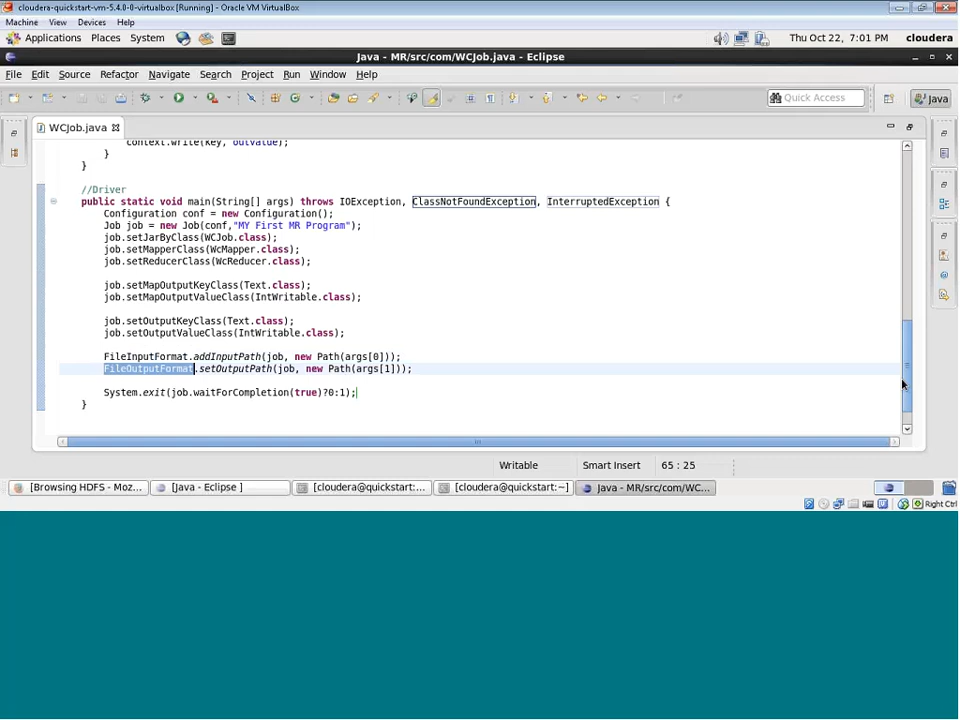 cloudera-quickstart-vm-5.4.0-0-virtualbox [Running] - Oracle VM VirtualBox
Machine View Devices Help
Applications Places System Thu Oct 22, 7:01 PM cloudera
Java - MR/src/com/WCJob.java - Eclipse
File Edit Source Refactor Navigate Search Project Run Window Help
Quick Access Java
WCJob.java
context.write(key, outValue);
}
}
//Driver
public static void main(String[] args) throws IOException, ClassNotFoundException, InterruptedException {
Configuration conf = new Configuration();
Job job = new Job(conf,"MY First MR Program");
job.setJarByClass(WCJob.class);
job.setMapperClass(WcMapper.class);
job.setReducerClass(WcReducer.class);
job.setMapOutputKeyClass(Text.class);
job.setMapOutputValueClass(IntWritable.class);
job.setOutputKeyClass(Text.class);
job.setOutputValueClass(IntWritable.class);
FileInputFormat.addInputPath(job, new Path(args[0]));
FileOutputFormat.setOutputPath(job, new Path(args[1]));
System.exit(job.waitForCompletion(true)?0:1);
}
Writable Smart Insert 65 : 25
[Browsing HDFS - Moz... [Java - Eclipse ] [cloudera@quickstart:... [cloudera@quickstart:~] Java - MR/src/com/WC...
Right Ctrl